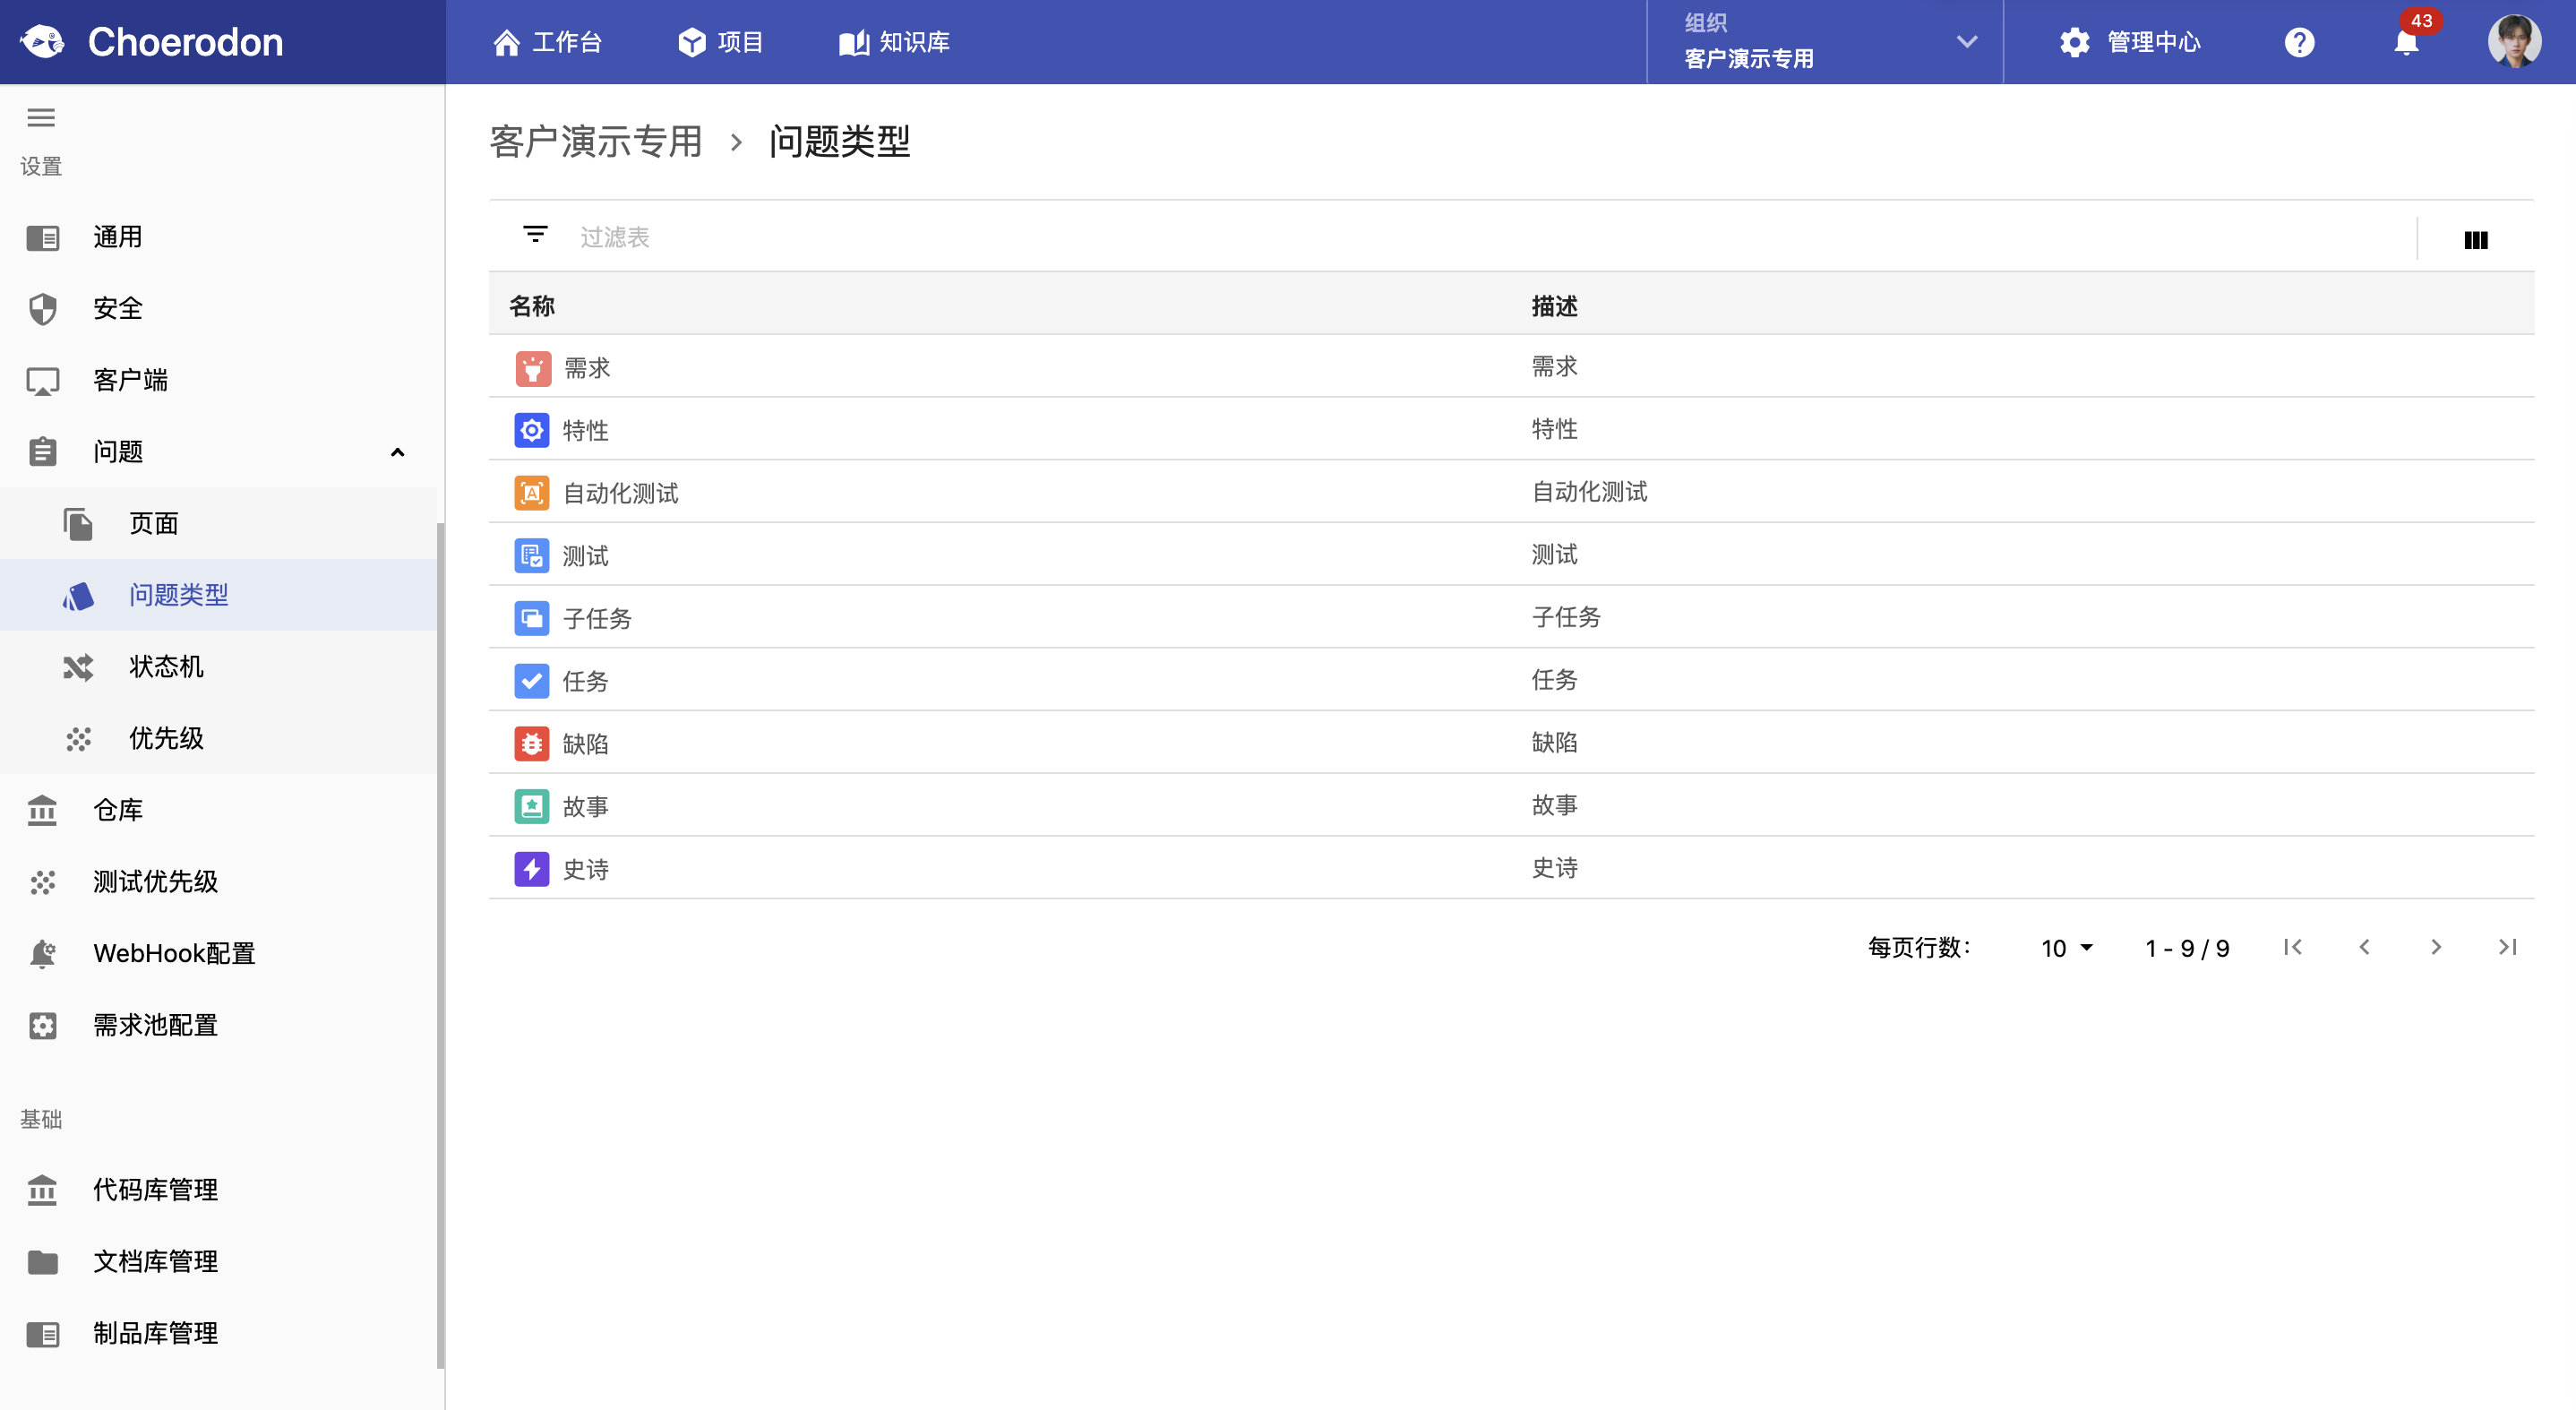 Choerodon
工作台
项目
知识库
组织
客户演示专用
管理中心
43
设置
通用
安全
客户端
问题
页面
问题类型
状态机
优先级
仓库
测试优先级
WebHook配置
需求池配置
基础
代码库管理
文档库管理
制品库管理
客户演示专用 › 问题类型
过滤表
名称 描述
需求 需求
特性 特性
自动化测试 自动化测试
测试 测试
子任务 子任务
任务 任务
缺陷 缺陷
故事 故事
史诗 史诗
每页行数： 10 1 - 9 / 9